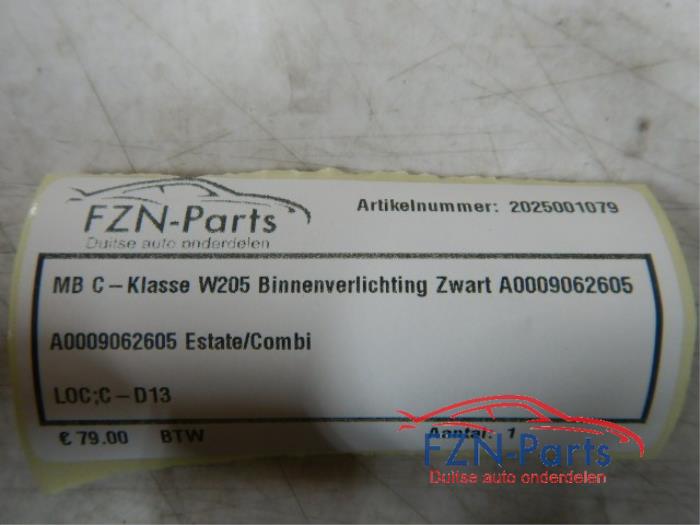 FZN-Parts
Duitse auto onderdelen
Artikelnummer: 2025001079
MB C-Klasse W205 Binnenverlichting Zwart A0009062605
A0009062605 Estate/Combi
LOC;C-D13
€ 79.00 BTW Aantal: 1
FZN-Parts
Duitse auto onderdelen